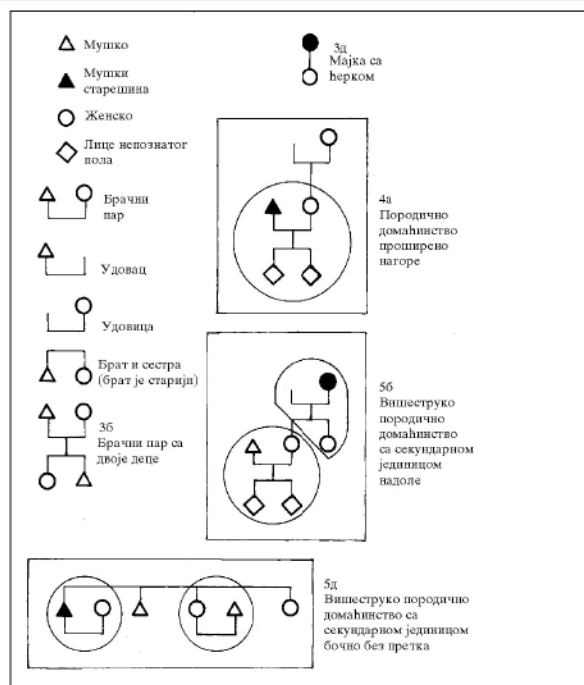 Мушко
Мушки
старешина
Женско
Лице непознатог
пола
Брачни
пар
Удовац
Удовица
Брат и сестра
(брат је старији)
3б
Брачни пар са
двоје деце
3д
Мајка са
ћерком
4а
Породично
домаћинство
проширено
нагоре
5б
Вишеструко
породично
домаћинство
са секундарном
јединицом
надоле
5д
Вишеструко породично
домаћинство са
секундарном јединицом
бочно без претка